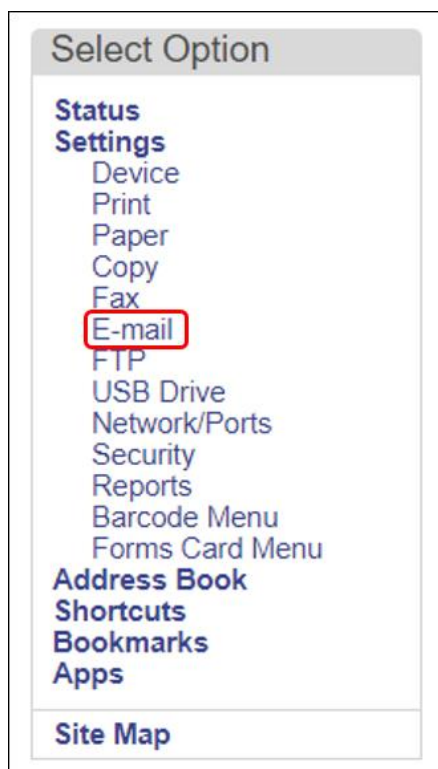 Select Option
Status
Settings
Device
Print
Paper
Copy
Fax
E-mail
FTP
USB Drive
Network/Ports
Security
Reports
Barcode Menu
Forms Card Menu
Address Book
Shortcuts
Bookmarks
Apps
Site Map